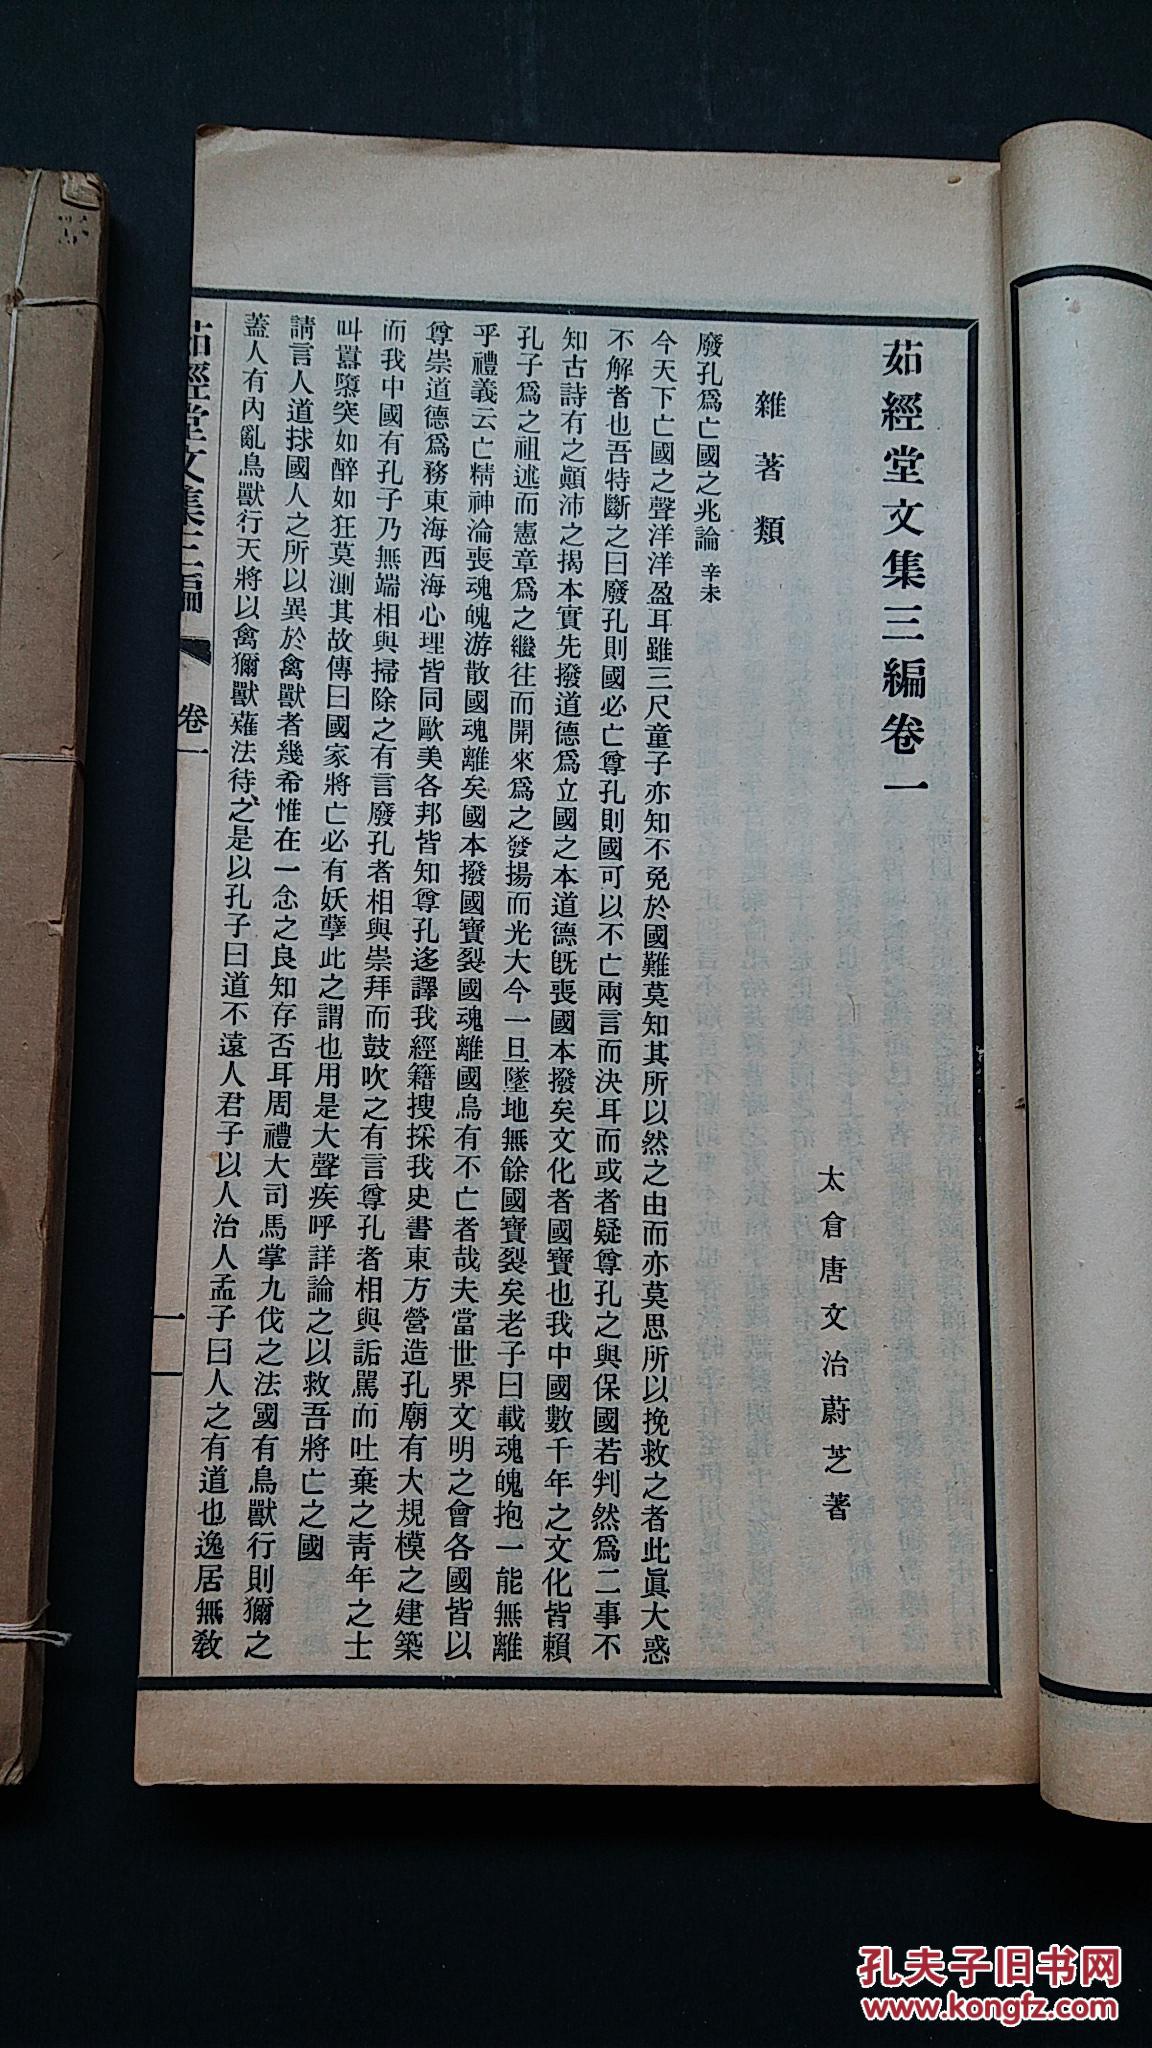 茹經堂文集三編卷一
太倉唐文治蔚芝著
雜著類
廢孔爲亡國之兆論 辛未
今天下亡國之聲洋洋盈耳雖三尺童子亦知不免於國難莫知其所以然之由而亦莫思所以挽救之者此眞大惑
不解者也吾特斷之曰廢孔則國必亡尊孔則國可以不亡兩言而決耳而或者疑尊孔之與保國若判然爲二事不
知古詩有之顚沛之揭本實先撥道德爲立國之本道德旣喪國本撥矣文化者國寶也我中國數千年之文化皆賴
孔子爲之祖述而憲章爲之繼往而開來爲之發揚而光大今一旦墜地無餘國寶裂矣老子曰載魂魄抱一能無離
乎禮義云亡精神淪喪魂魄游散國魂離矣國本撥國寶裂國魂離國烏有不亡者哉夫當世界文明之會各國皆以
尊崇道德爲務東海西海心理皆同歐美各邦皆知尊孔迻譯我經籍搜採我史書東方營造孔廟有大規模之建築
而我中國有孔子乃無端相與掃除之有言廢孔者相與崇拜而鼓吹之有言尊孔者相與詬駡而吐棄之靑年之士
叫囂隳突如醉如狂莫測其故傳曰國家將亡必有妖孽此之謂也用是大聲疾呼詳論之以救吾將亡之國
請言人道捄國人之所以異於禽獸者幾希惟在一念之良知存否耳周禮大司馬掌九伐之法國有鳥獸行則獮之
蓋人有內亂鳥獸行天將以禽獮獸薙法待之是以孔子曰道不遠人君子以人治人孟子曰人之有道也逸居無敎
茹經堂文集三編
卷一
一
孔夫子旧书网
www.kongfz.com